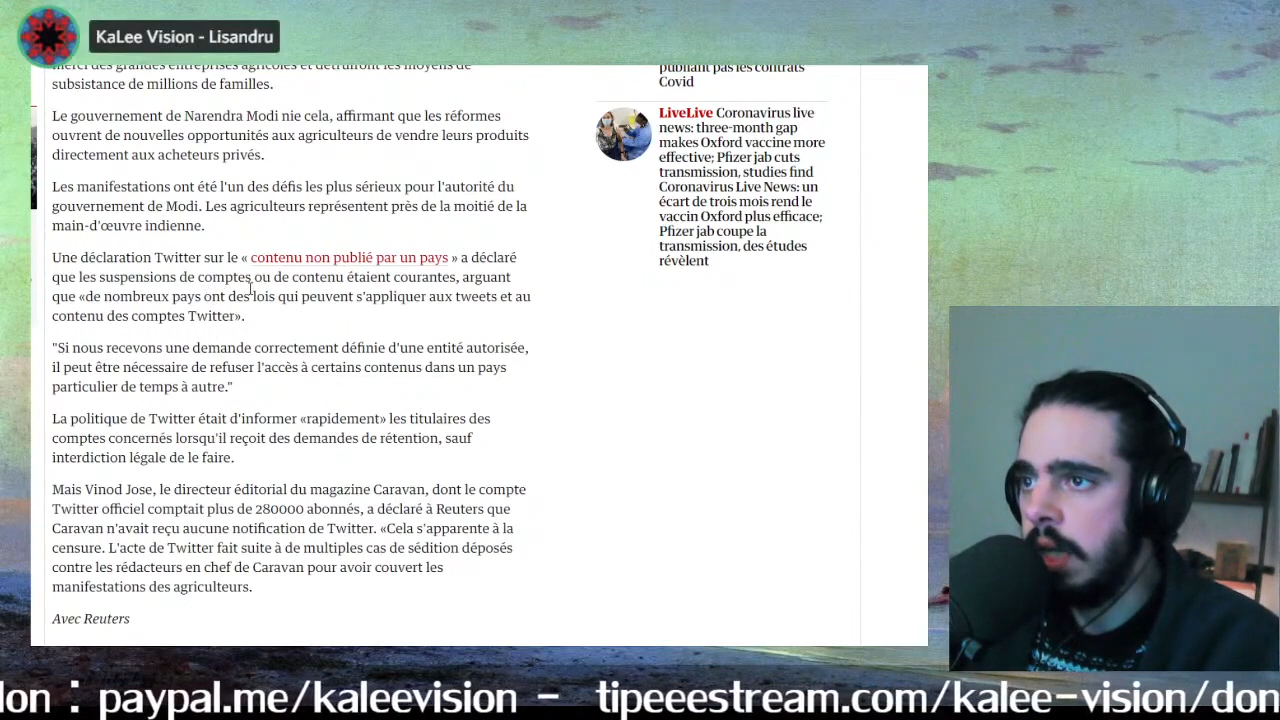 KaLee Vision - Lisandru
merci des grandes entreprises agricoles et détruiront les moyens de
subsistance de millions de familles.
Le gouvernement de Narendra Modi nie cela, affirmant que les réformes
ouvrent de nouvelles opportunités aux agriculteurs de vendre leurs produits
directement aux acheteurs privés.
Les manifestations ont été l'un des défis les plus sérieux pour l'autorité du
gouvernement de Modi. Les agriculteurs représentent près de la moitié de la
main-d'œuvre indienne.
Une déclaration Twitter sur le « contenu non publié par un pays » a déclaré
que les suspensions de comptes ou de contenu étaient courantes, arguant
que «de nombreux pays ont des lois qui peuvent s'appliquer aux tweets et au
contenu des comptes Twitter».
"Si nous recevons une demande correctement définie d'une entité autorisée,
il peut être nécessaire de refuser l'accès à certains contenus dans un pays
particulier de temps à autre."
La politique de Twitter était d'informer «rapidement» les titulaires des
comptes concernés lorsqu'il reçoit des demandes de rétention, sauf
interdiction légale de le faire.
Mais Vinod Jose, le directeur éditorial du magazine Caravan, dont le compte
Twitter officiel comptait plus de 280000 abonnés, a déclaré à Reuters que
Caravan n'avait reçu aucune notification de Twitter. «Cela s'apparente à la
censure. L'acte de Twitter fait suite à de multiples cas de sédition déposés
contre les rédacteurs en chef de Caravan pour avoir couvert les
manifestations des agriculteurs.
Avec Reuters
publiant pas les contrats
Covid
LiveLive Coronavirus live
news: three-month gap
makes Oxford vaccine more
effective; Pfizer jab cuts
transmission, studies find
Coronavirus Live News: un
écart de trois mois rend le
vaccin Oxford plus efficace;
Pfizer jab coupe la
transmission, des études
révèlent
don : paypal.me/kaleevision - tipeeestream.com/kalee-vision/don